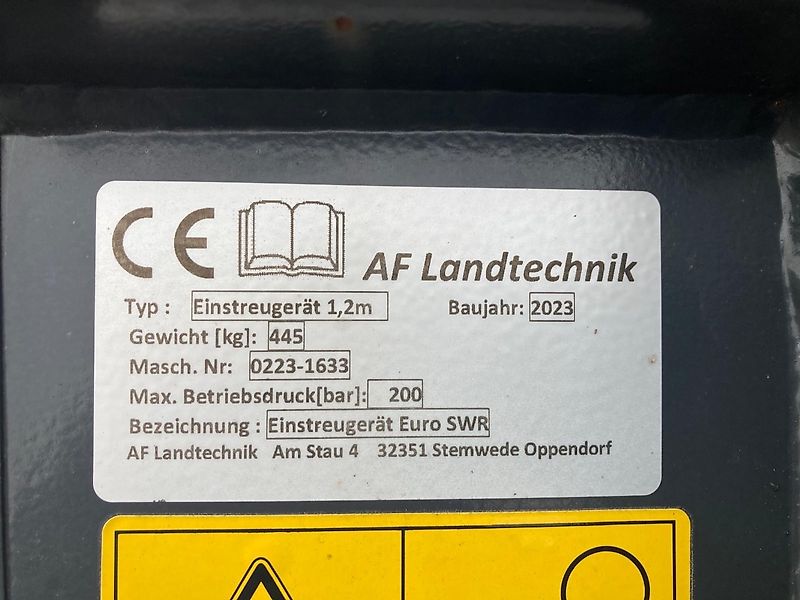 CE AF Landtechnik
Typ : Einstreugerät 1,2m Baujahr: 2023
Gewicht [kg]: 445
Masch. Nr: 0223-1633
Max. Betriebsdruck[bar]: 200
Bezeichnung : Einstreugerät Euro SWR
AF Landtechnik Am Stau 4 32351 Stemwede Oppendorf